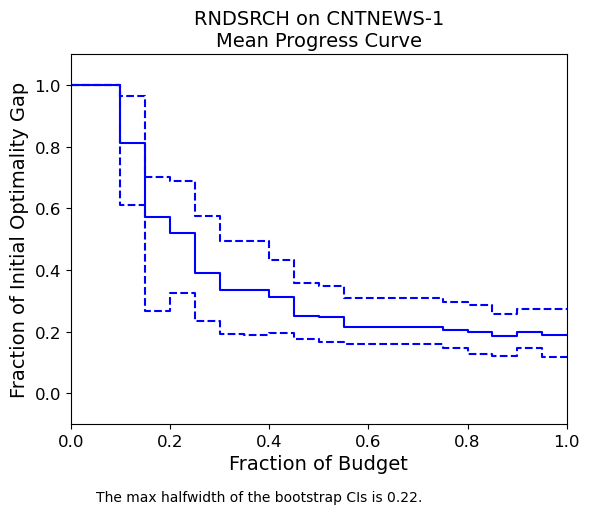 RNDSRCH on CNTNEWS-1
Mean Progress Curve
Fraction of Initial Optimality Gap
1.0
0.8
0.6
0.4
0.2
0.0
0.0 0.2 0.4 0.6 0.8 1.0
Fraction of Budget
The max halfwidth of the bootstrap CIs is 0.22.